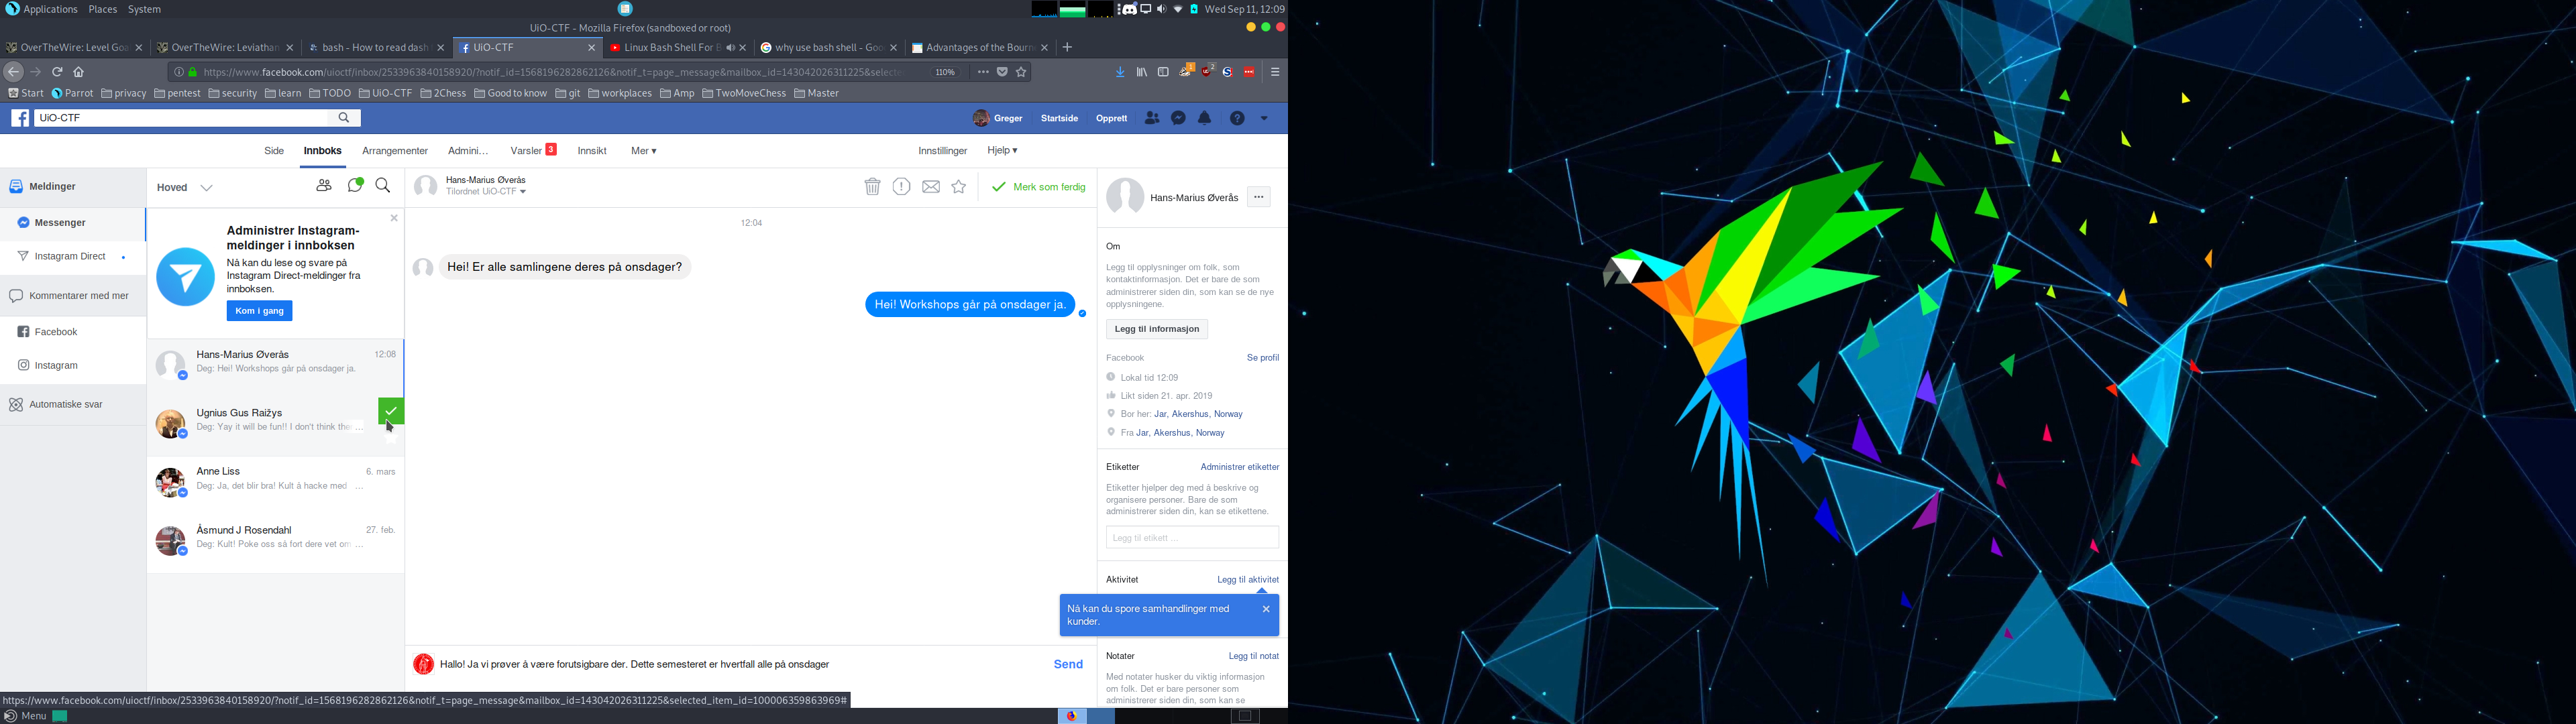 Applications Places System
Wed Sep 11, 12:09
UiO-CTF - Mozilla Firefox (sandboxed or root)
OverTheWire: Level Goa
OverTheWire: Leviathan
bash - How to read dash
UiO-CTF
Linux Bash Shell For B
why use bash shell - Goo
Advantages of the Bourn
https://www.facebook.com/uioctf/inbox/2533963840158920/?notif_id=1568196282862126&notif_t=page_message&mailbox_id=143042026311225&selecte
110%
1
2
Start Parrot privacy pentest security learn TODO UiO-CTF 2Chess Good to know git workplaces Amp TwoMoveChess Master
UiO-CTF
Greger Startside Opprett
Side Innboks Arrangementer Admini... Varsler 3 Innsikt Mer ▾ Innstillinger Hjelp ▾
Meldinger
Messenger
Instagram Direct
Kommentarer med mer
Facebook
Instagram
Automatiske svar
Hoved
Administrer Instagram-
meldinger i innboksen
Nå kan du lese og svare på
Instagram Direct-meldinger fra
innboksen.
Kom i gang
Hans-Marius Øverås 12:08
Deg: Hei! Workshops går på onsdager ja.
Ugnius Gus Raižys
Deg: Yay it will be fun!! I don't think the ...
Anne Liss 6. mars
Deg: Ja, det blir bra! Kult å hacke med ...
Åsmund J Rosendahl 27. feb.
Deg: Kult! Poke oss så fort dere vet om ...
Hans-Marius Øverås
Tilordnet UiO-CTF
Merk som ferdig
12:04
Hei! Er alle samlingene deres på onsdager?
Hei! Workshops går på onsdager ja.
Hallo! Ja vi prøver å være forutsigbare der. Dette semesteret er hvertfall alle på onsdager
Send
Hans-Marius Øverås
Om
Legg til opplysninger om folk, som
kontaktinformasjon. Det er bare de som
administrerer siden din, som kan se de nye
opplysningene.
Legg til informasjon
Facebook Se profil
Lokal tid 12:09
Likt siden 21. apr. 2019
Bor her: Jar, Akershus, Norway
Fra Jar, Akershus, Norway
Etiketter Administrer etiketter
Etiketter hjelper deg med å beskrive og
organisere personer. Bare de som
administrerer siden din, kan se etikettene.
Legg til etikett ...
Aktivitet Legg til aktivitet
Nå kan du spore samhandlinger med
kunder.
Notater Legg til notat
Med notater husker du viktig informasjon
om folk. Det er bare personer som
administrerer siden din, som kan se
https://www.facebook.com/uioctf/inbox/2533963840158920/?notif_id=1568196282862126&notif_t=page_message&mailbox_id=143042026311225&selected_item_id=100006359863969#
Menu